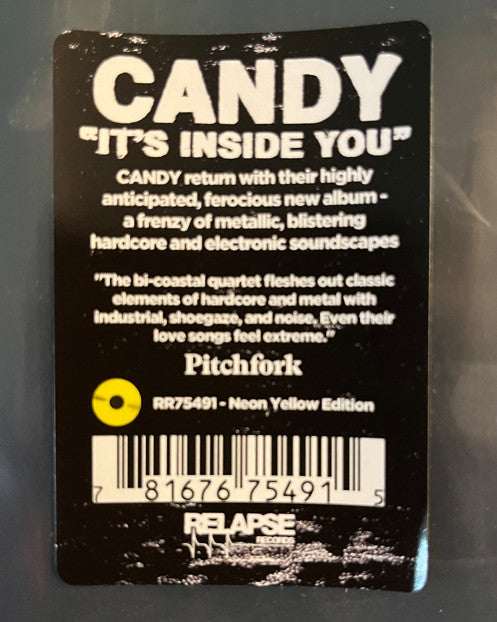 CANDY
"IT'S INSIDE YOU"
CANDY return with their highly
anticipated, ferocious new album -
a frenzy of metallic, blistering
hardcore and electronic soundscapes
"The bi-coastal quartet fleshes out classic
elements of hardcore and metal with
industrial, shoegaze, and noise. Even their
love songs feel extreme."
Pitchfork
RR75491 - Neon Yellow Edition
7 81676 75491 5
RELAPSE
RECORDS